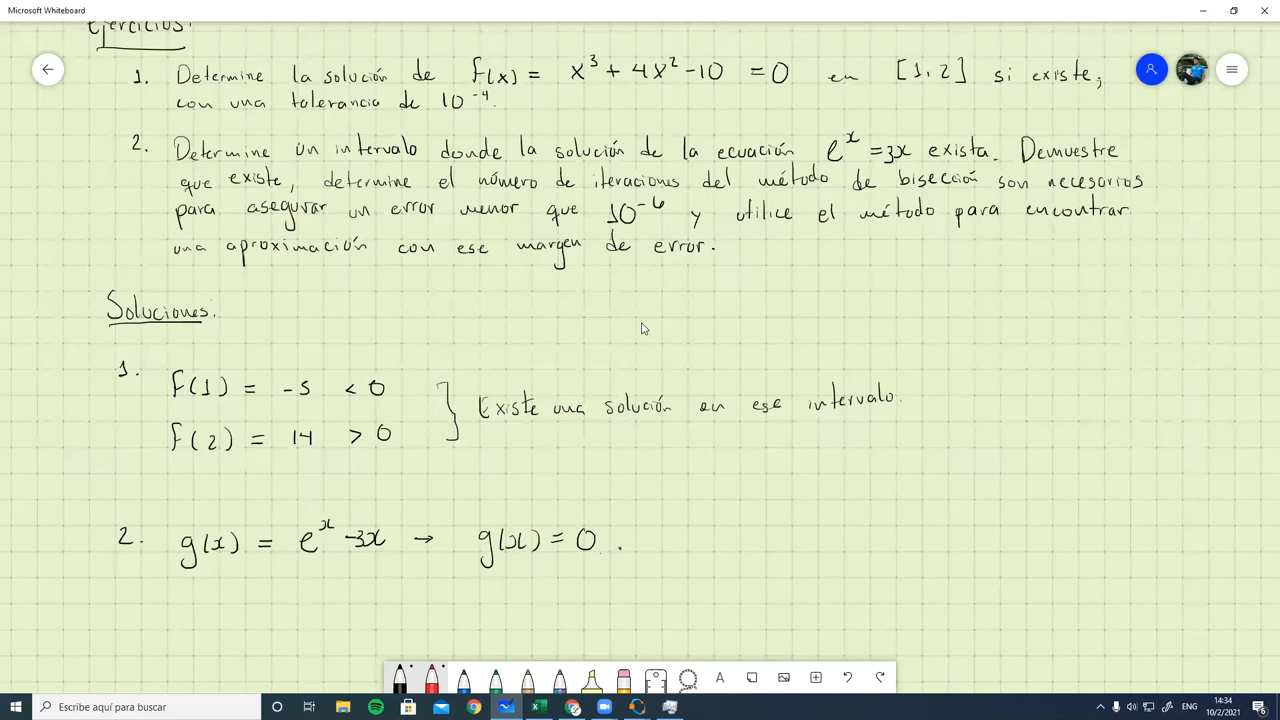 Microsoft Whiteboard
Ejercicios:
1. Determine la solución de f(x) = x³ + 4x² - 10 = 0 en [1, 2] si existe,
con una tolerancia de 10⁻⁴.
2. Determine un intervalo donde la solución de la ecuación eˣ = 3x exista. Demuestre
que existe, determine el número de iteraciones del método de bisección son necesarios
para asegurar un error menor que 10⁻⁶ y utilice el método para encontrar
una aproximación con ese margen de error.
Soluciones:
1.
f(1) = -5 < 0
Existe una solución en ese intervalo.
f(2) = 14 > 0
2. g(x) = eˣ - 3x → g(x) = 0.
A
Escribe aquí para buscar
ENG
14:34
10/2/2021
6